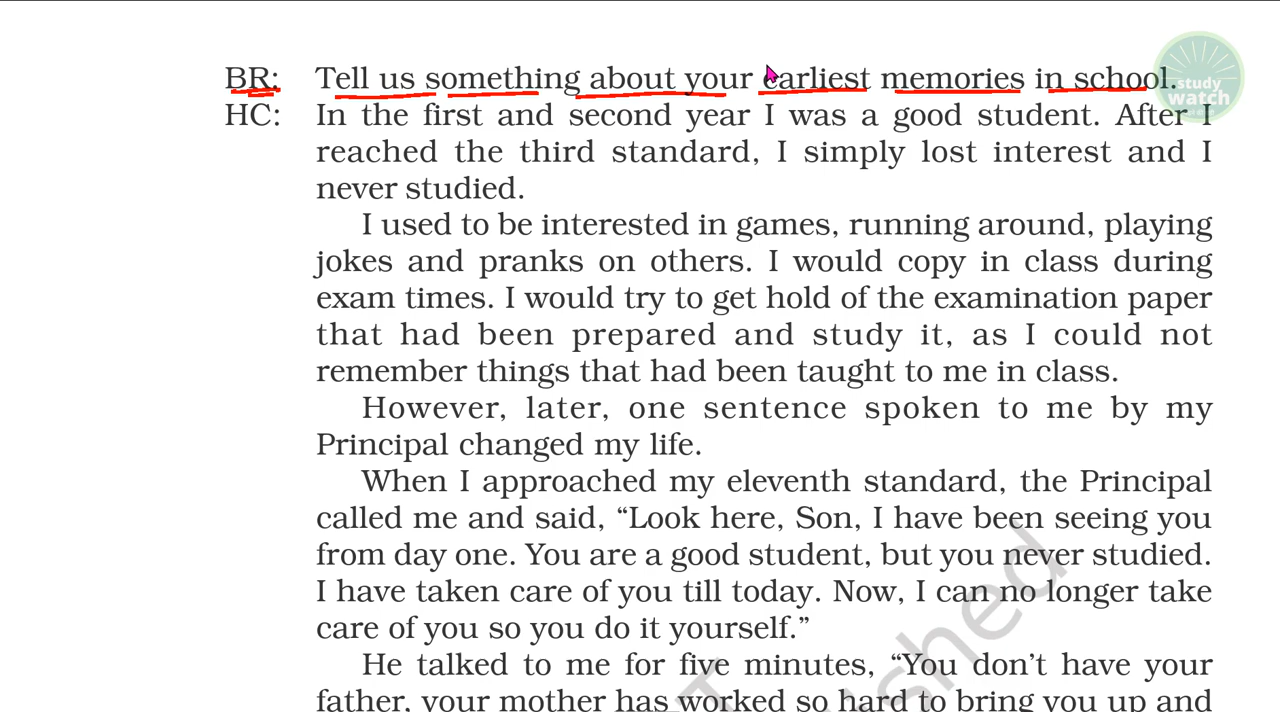 BR: Tell us something about your earliest memories in school.
study
watch
HC: In the first and second year I was a good student. After I
reached the third standard, I simply lost interest and I
never studied.
I used to be interested in games, running around, playing
jokes and pranks on others. I would copy in class during
exam times. I would try to get hold of the examination paper
that had been prepared and study it, as I could not
remember things that had been taught to me in class.
However, later, one sentence spoken to me by my
Principal changed my life.
When I approached my eleventh standard, the Principal
called me and said, “Look here, Son, I have been seeing you
from day one. You are a good student, but you never studied.
I have taken care of you till today. Now, I can no longer take
care of you so you do it yourself.”
He talked to me for five minutes, “You don’t have your
father, your mother has worked so hard to bring you up and